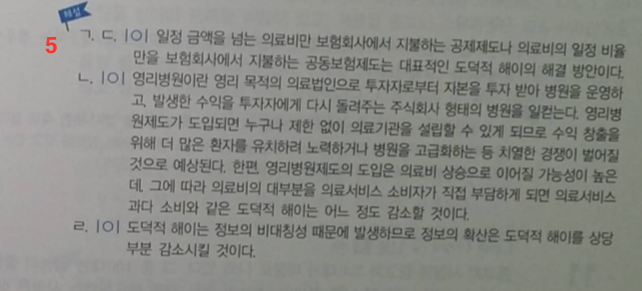 해설
5
ㄱ. ㄷ. |O| 일정 금액을 넘는 의료비만 보험회사에서 지불하는 공제제도나 의료비의 일정 비율
만을 보험회사에서 지불하는 공동보험제도는 대표적인 도덕적 해이의 해결 방안이다.
ㄴ. |O| 영리병원이란 영리 목적의 의료법인으로 투자자로부터 자본을 투자 받아 병원을 운영하
고, 발생한 수익을 투자자에게 다시 돌려주는 주식회사 형태의 병원을 일컫는다. 영리병
원제도가 도입되면 누구나 제한 없이 의료기관을 설립할 수 있게 되므로 수익 창출을
위해 더 많은 환자를 유치하려 노력하거나 병원을 고급화하는 등 치열한 경쟁이 벌어질
것으로 예상된다. 한편, 영리병원제도의 도입은 의료비 상승으로 이어질 가능성이 높은
데, 그에 따라 의료비의 대부분을 의료서비스 소비자가 직접 부담하게 되면 의료서비스
과다 소비와 같은 도덕적 해이는 어느 정도 감소할 것이다.
ㄹ. |O| 도덕적 해이는 정보의 비대칭성 때문에 발생하므로 정보의 확산은 도덕적 해이를 상당
부분 감소시킬 것이다.